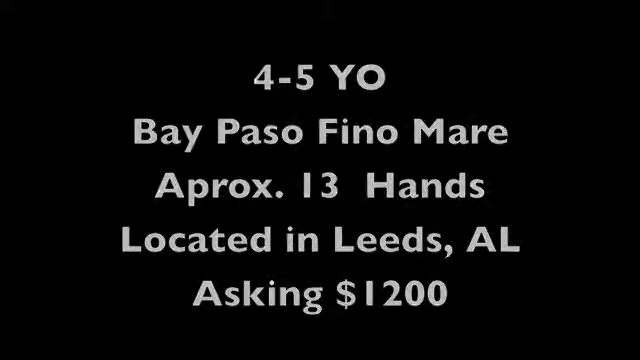 4-5 YO
Bay Paso Fino Mare
Aprox. 13 Hands
Located in Leeds, AL
Asking $1200